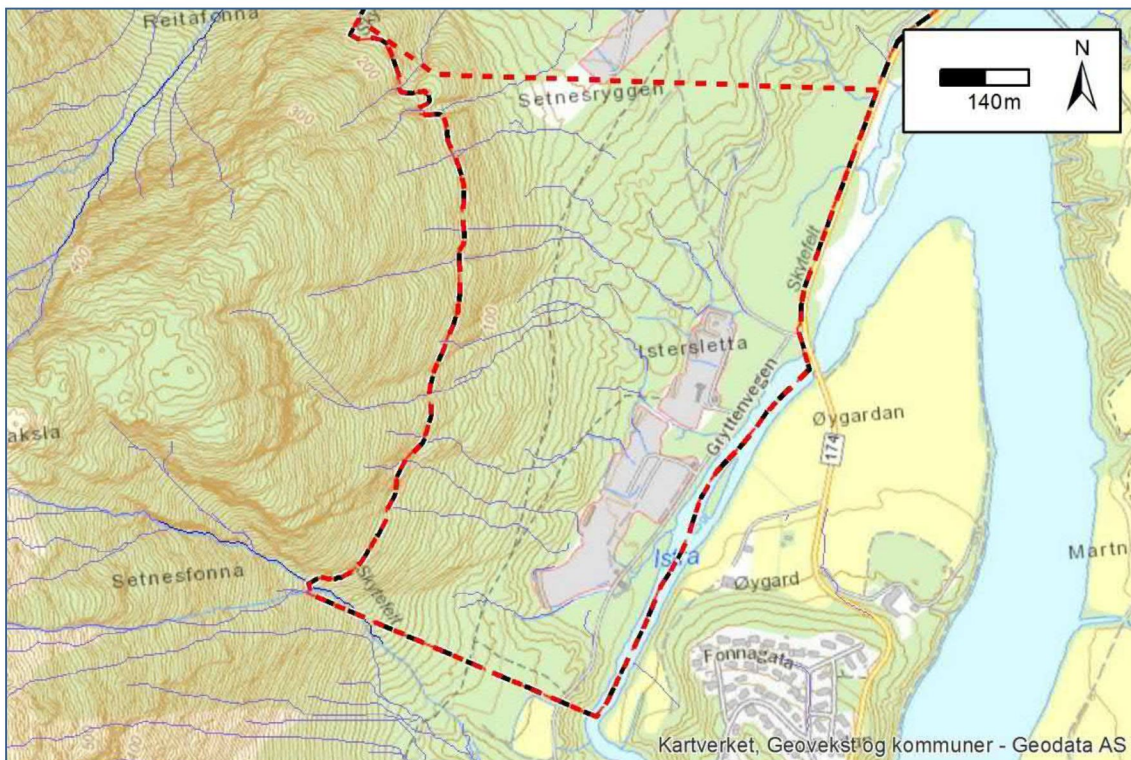 Reitafonna
200
N
140m
Setnesryggen
300
400
Skytefelt
100
Istersletta
Gryttenvegen
Øygardan
174
aksla
Istra
Martn
Setnesfonna
Skytefelt
Øygard
Fonnagata
Kartverket, Geovekst og kommuner - Geodata AS